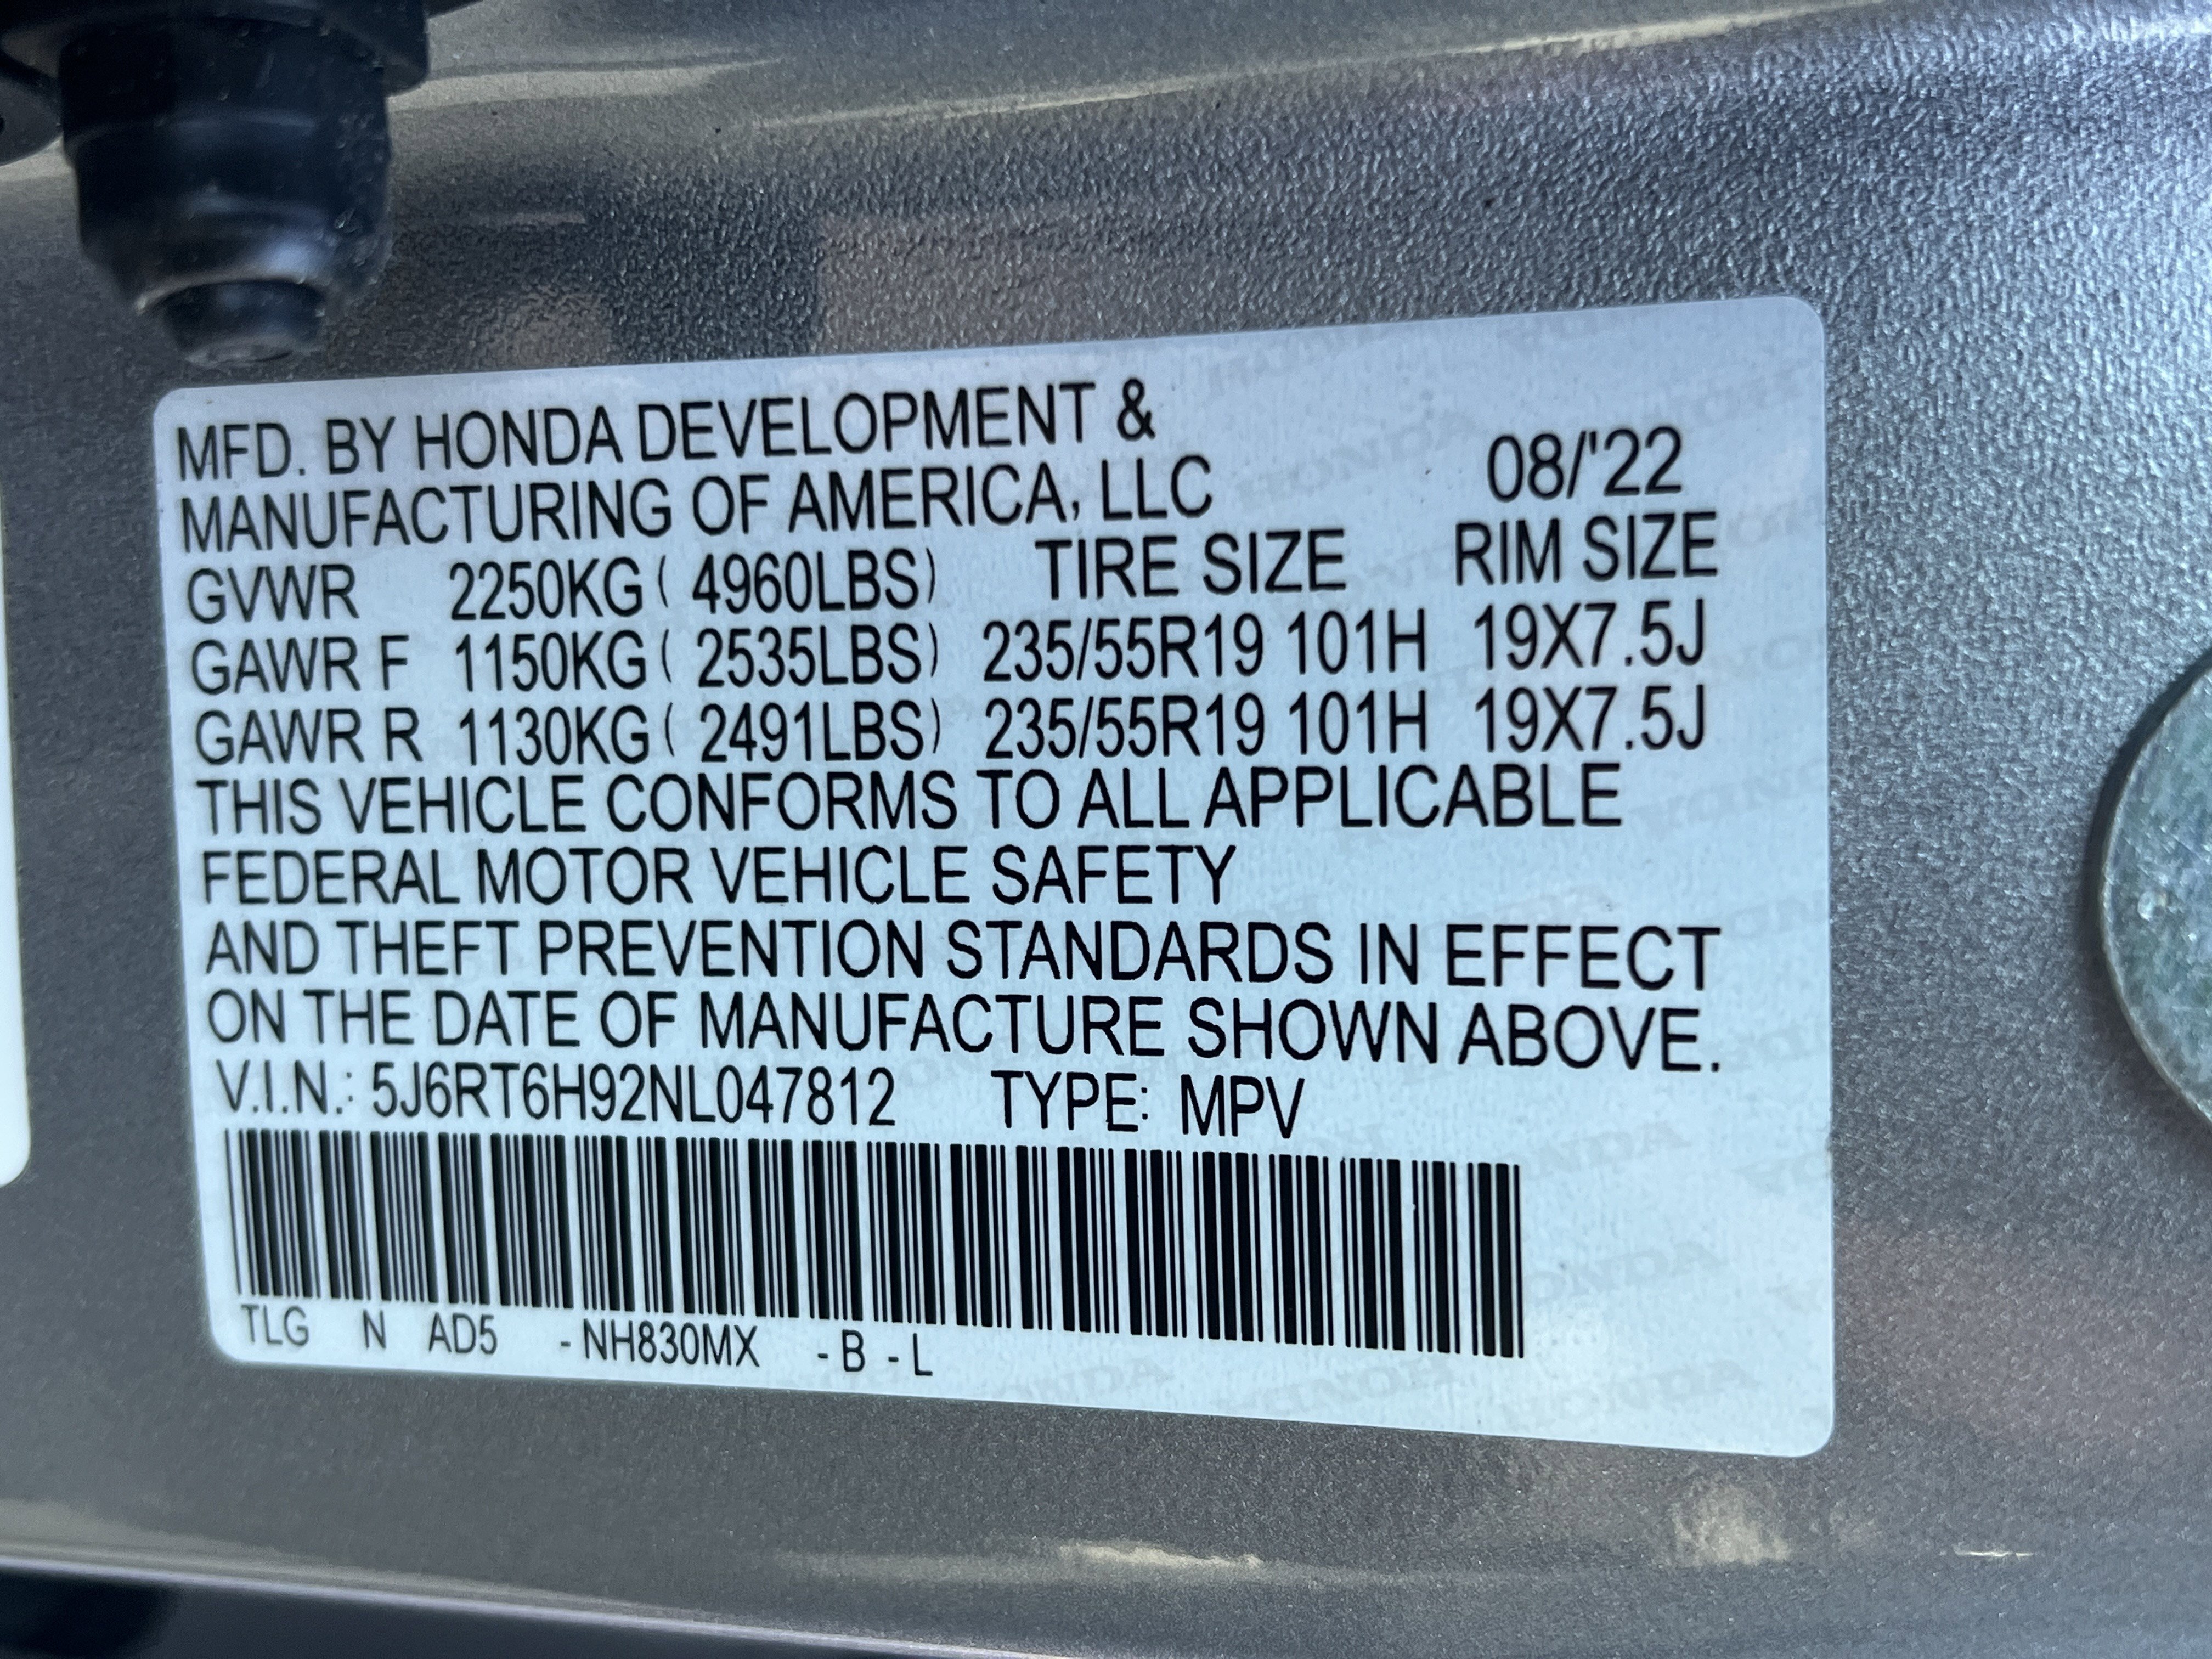 MFD. BY HONDA DEVELOPMENT &
MANUFACTURING OF AMERICA, LLC 08/'22
GVWR 2250KG ( 4960LBS) TIRE SIZE RIM SIZE
GAWR F 1150KG ( 2535LBS) 235/55R19 101H 19X7.5J
GAWR R 1130KG ( 2491LBS) 235/55R19 101H 19X7.5J
THIS VEHICLE CONFORMS TO ALL APPLICABLE
FEDERAL MOTOR VEHICLE SAFETY
AND THEFT PREVENTION STANDARDS IN EFFECT
ON THE DATE OF MANUFACTURE SHOWN ABOVE.
V.I.N.: 5J6RT6H92NL047812 TYPE: MPV
TLG N AD5 -NH830MX -B -L